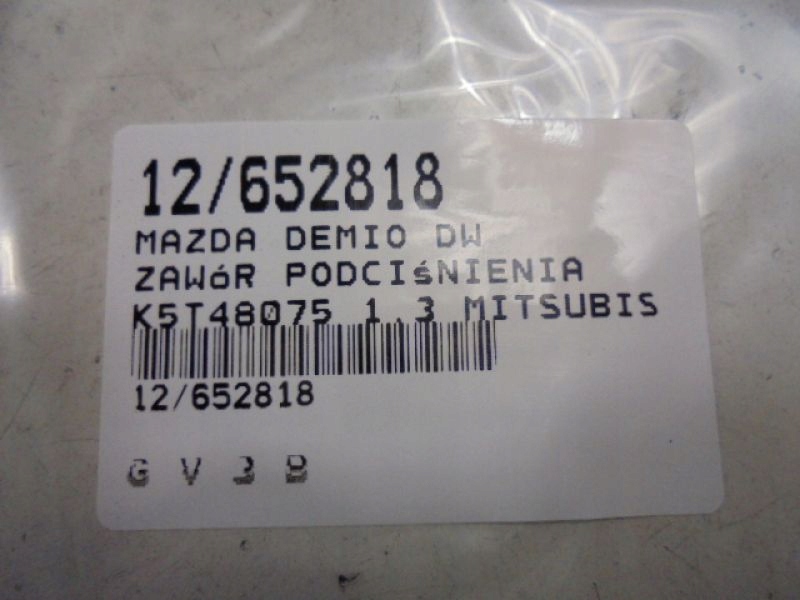 12/652818
MAZDA DEMIO DW
ZAWóR PODCIśNIENIA
K5T48075 1.3 MITSUBIS
12/652818
G V 3 B